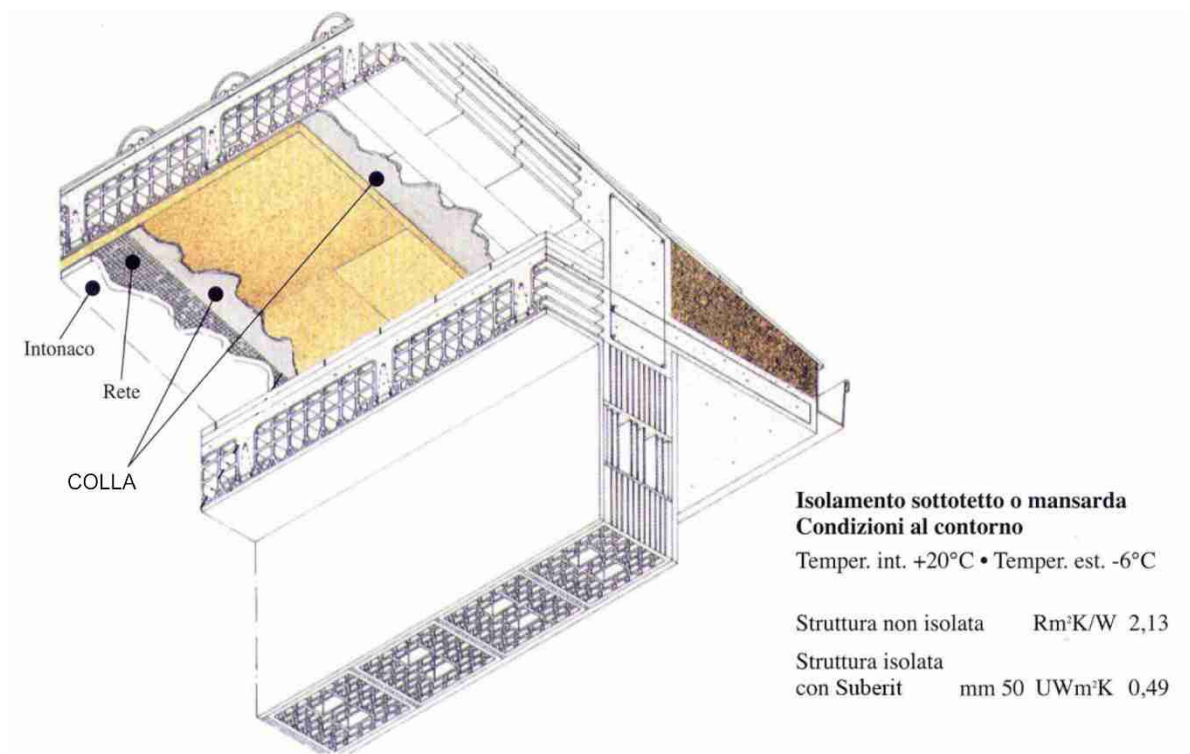 Intonaco
Rete
COLLA
Isolamento sottotetto o mansarda
Condizioni al contorno
Temper. int. +20°C • Temper. est. -6°C
Struttura non isolata Rm²K/W 2,13
Struttura isolata
con Suberit mm 50 UWm²K 0,49